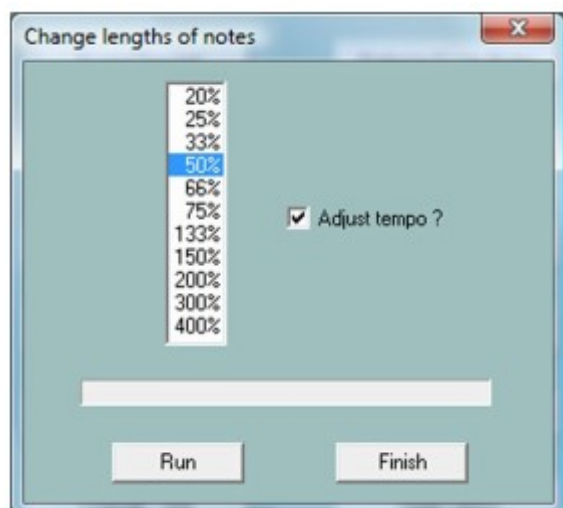 Change lengths of notes
20%
25%
33%
50%
66%
75%
133%
150%
200%
300%
400%
Adjust tempo ?
Run
Finish